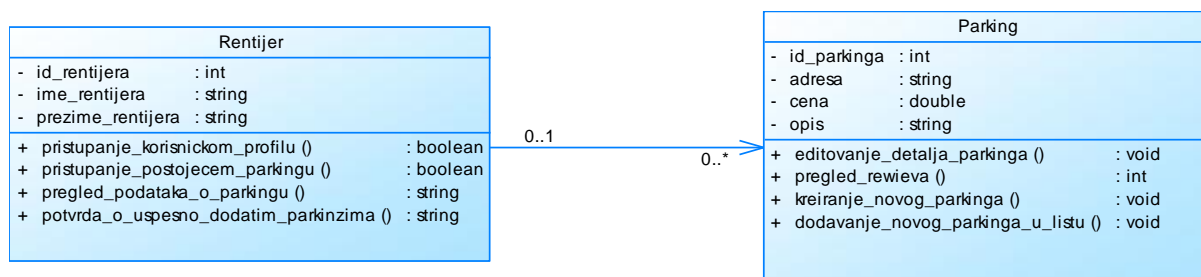 Rentijer
- id_rentijera : int
- ime_rentijera : string
- prezime_rentijera : string
+ pristupanje_korisnickom_profilu () : boolean
+ pristupanje_postojecem_parkingu () : boolean
+ pregled_podataka_o_parkingu () : string
+ potvrda_o_uspesno_dodatim_parkinzima () : string
0..1
0..*
Parking
- id_parkinga : int
- adresa : string
- cena : double
- opis : string
+ editovanje_detalja_parkinga () : void
+ pregled_rewieva () : int
+ kreiranje_novog_parkinga () : void
+ dodavanje_novog_parkinga_u_listu () : void